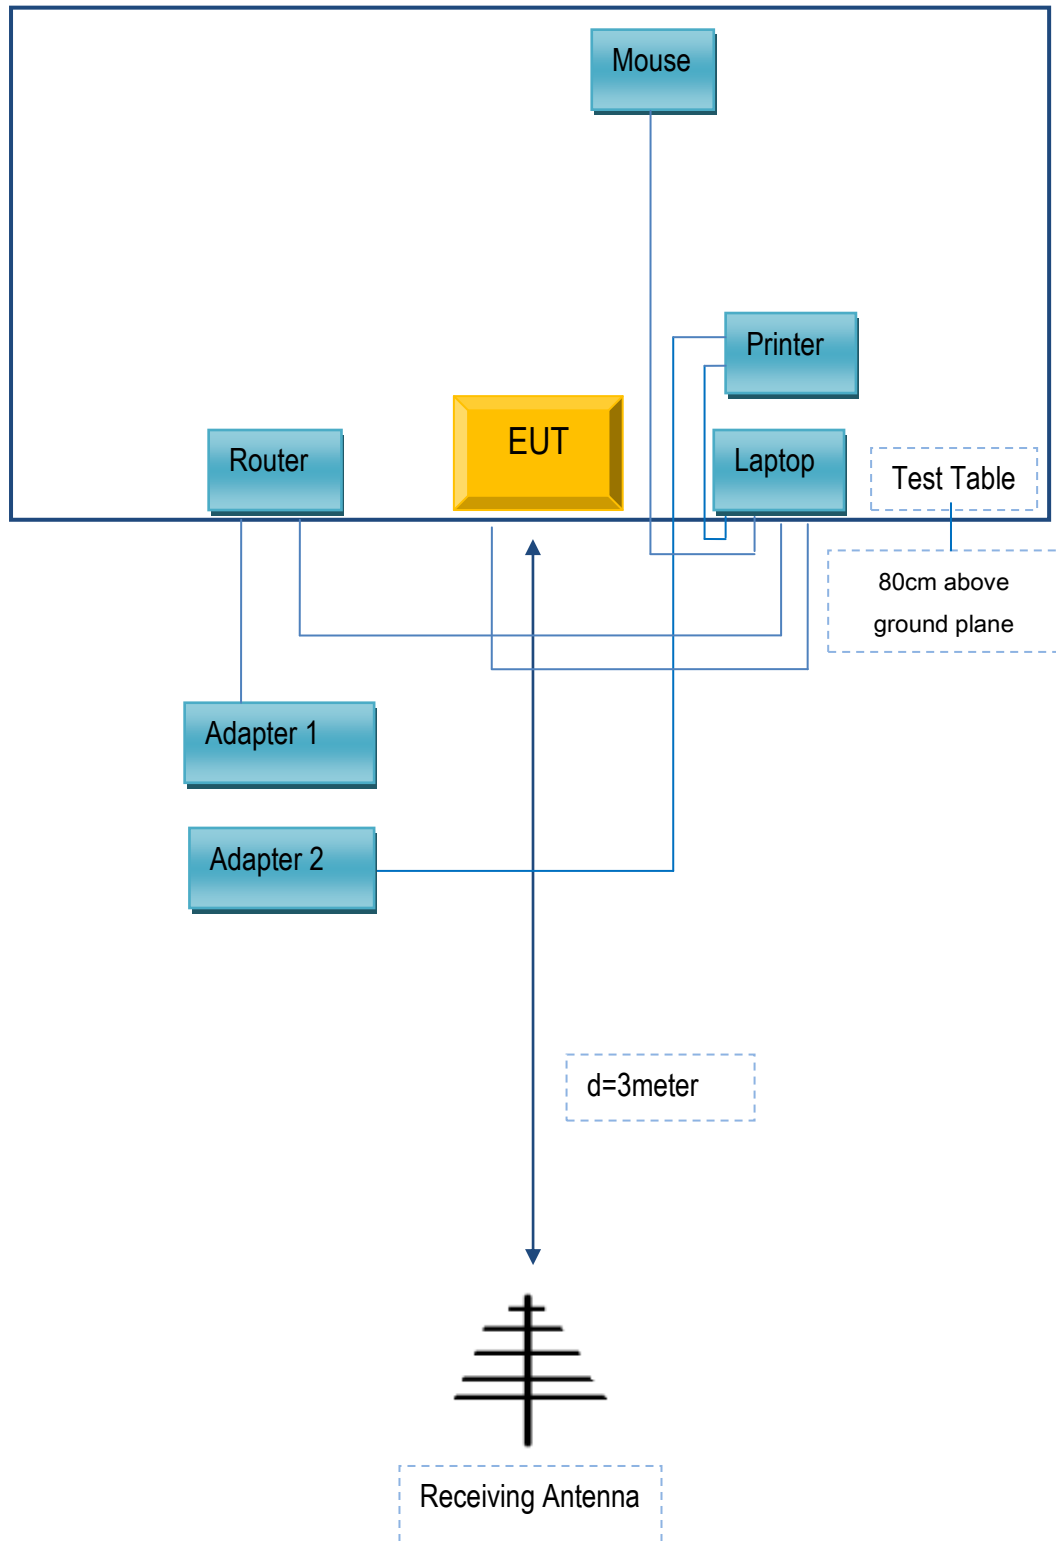 Mouse
Printer
EUT
Router
Laptop
Test Table
80cm above
ground plane
Adapter 1
Adapter 2
d=3meter
Receiving Antenna